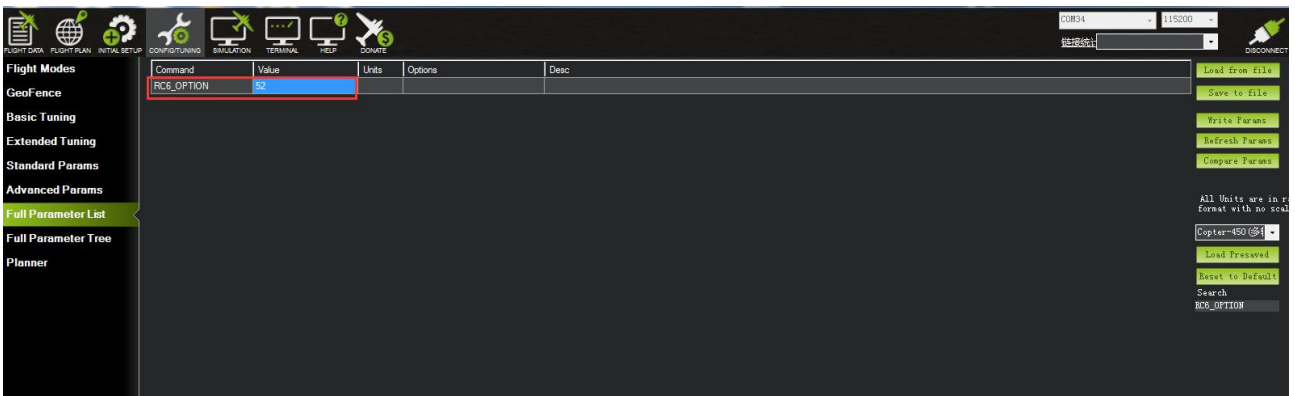 FLIGHT DATA FLIGHT PLAN INITIAL SETUP CONFIG/TUNING SIMULATION TERMINAL HELP DONATE
COM34 115200
链接统计
DISCONNECT
Flight Modes
GeoFence
Basic Tuning
Extended Tuning
Standard Params
Advanced Params
Full Parameter List
Full Parameter Tree
Planner
Command Value Units Options Desc
RC6_OPTION 52
Load from file
Save to file
Write Params
Refresh Params
Compare Params
All Units are in r
format with no scal
Copter-450(多
Load Presaved
Reset to Default
Search
RC6_OPTION